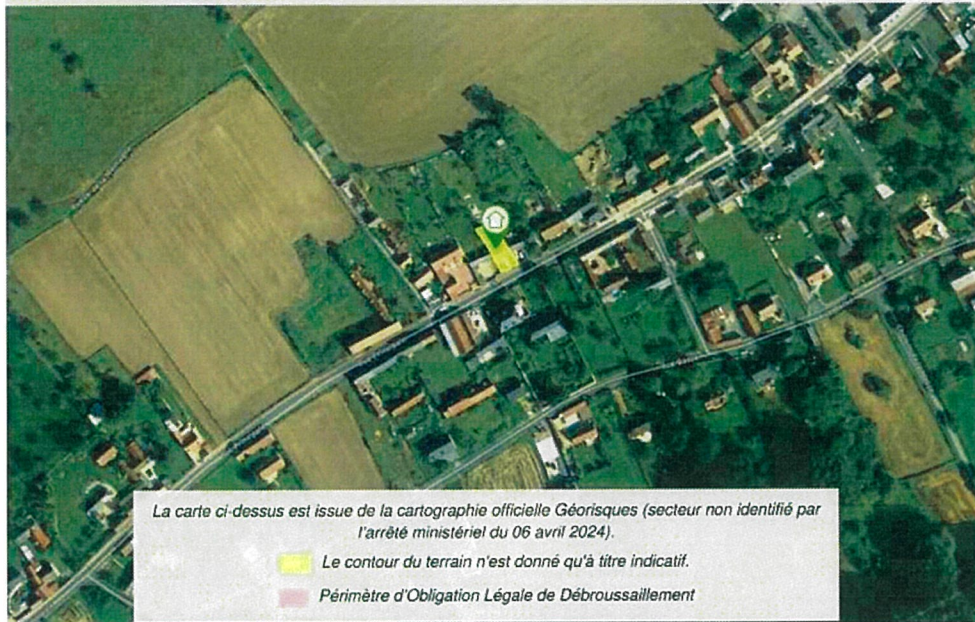 La carte ci-dessus est issue de la cartographie officielle Géorisques (secteur non identifié par
l'arrêté ministériel du 06 avril 2024).
Le contour du terrain n'est donné qu'à titre indicatif.
Périmètre d'Obligation Légale de Débroussaillement